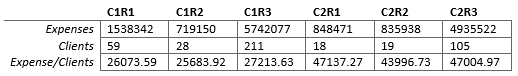 C1R1 C1R2 C1R3 C2R1 C2R2 C2R3
Expenses 1538342 719150 5742077 848471 835938 4935522
Clients 59 28 211 18 19 105
Expense/Clients 26073.59 25683.92 27213.63 47137.27 43996.73 47004.97